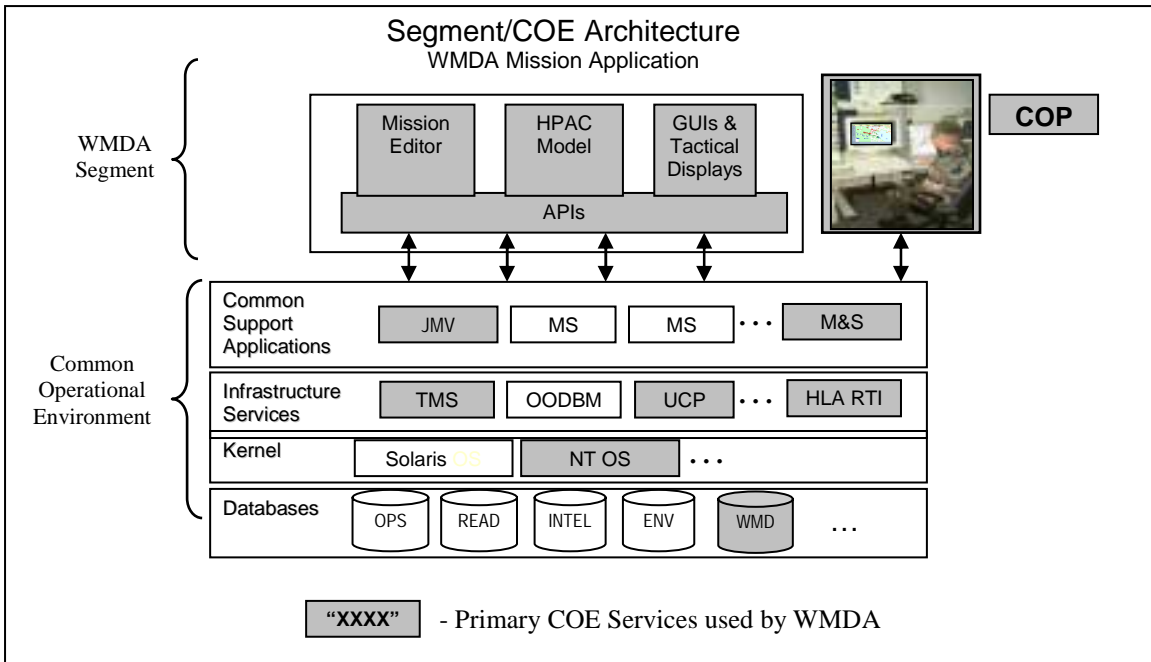 Segment/COE Architecture
WMDA Mission Application
WMDA
Segment
Mission
Editor
HPAC
Model
GUIs &
Tactical
Displays
APIs
COP
Common
Operational
Environment
Common
Support
Applications
JMV
MS
MS
...
M&S
Infrastructure
Services
TMS
OODBM
UCP
...
HLA RTI
Kernel
Solaris OS
NT OS
...
Databases
OPS
READ
INTEL
ENV
WMD
...
“XXXX” - Primary COE Services used by WMDA